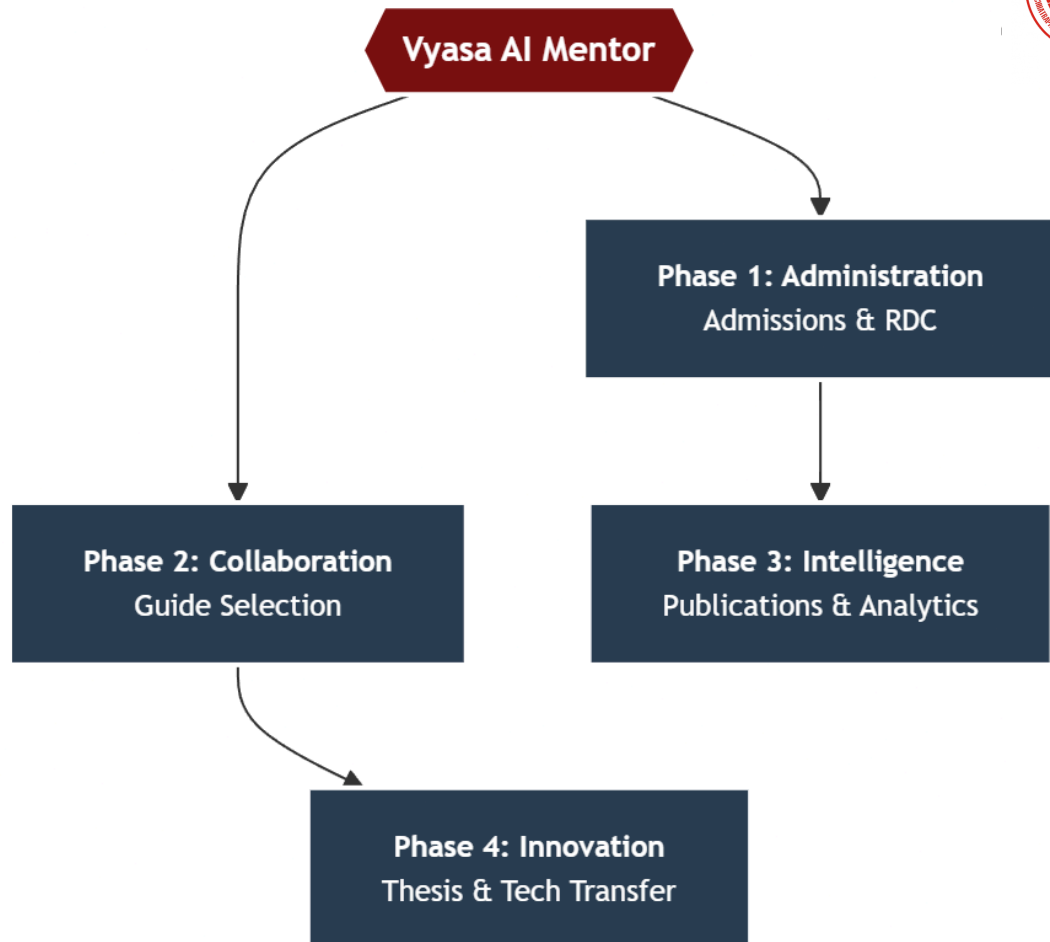 Vyasa AI Mentor
Phase 1: Administration
Admissions & RDC
Phase 2: Collaboration
Guide Selection
Phase 3: Intelligence
Publications & Analytics
Phase 4: Innovation
Thesis & Tech Transfer